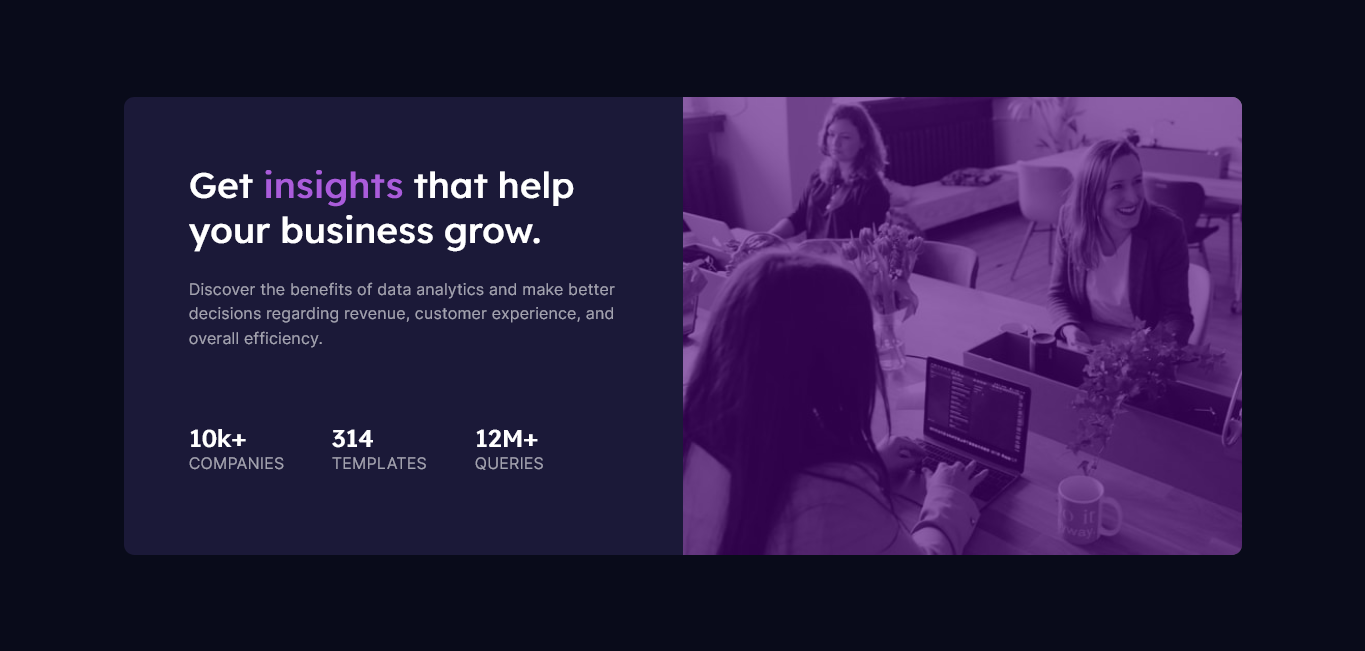 Get insights that help
your business grow.
Discover the benefits of data analytics and make better
decisions regarding revenue, customer experience, and
overall efficiency.
10k+ 314 12M+
COMPANIES TEMPLATES QUERIES